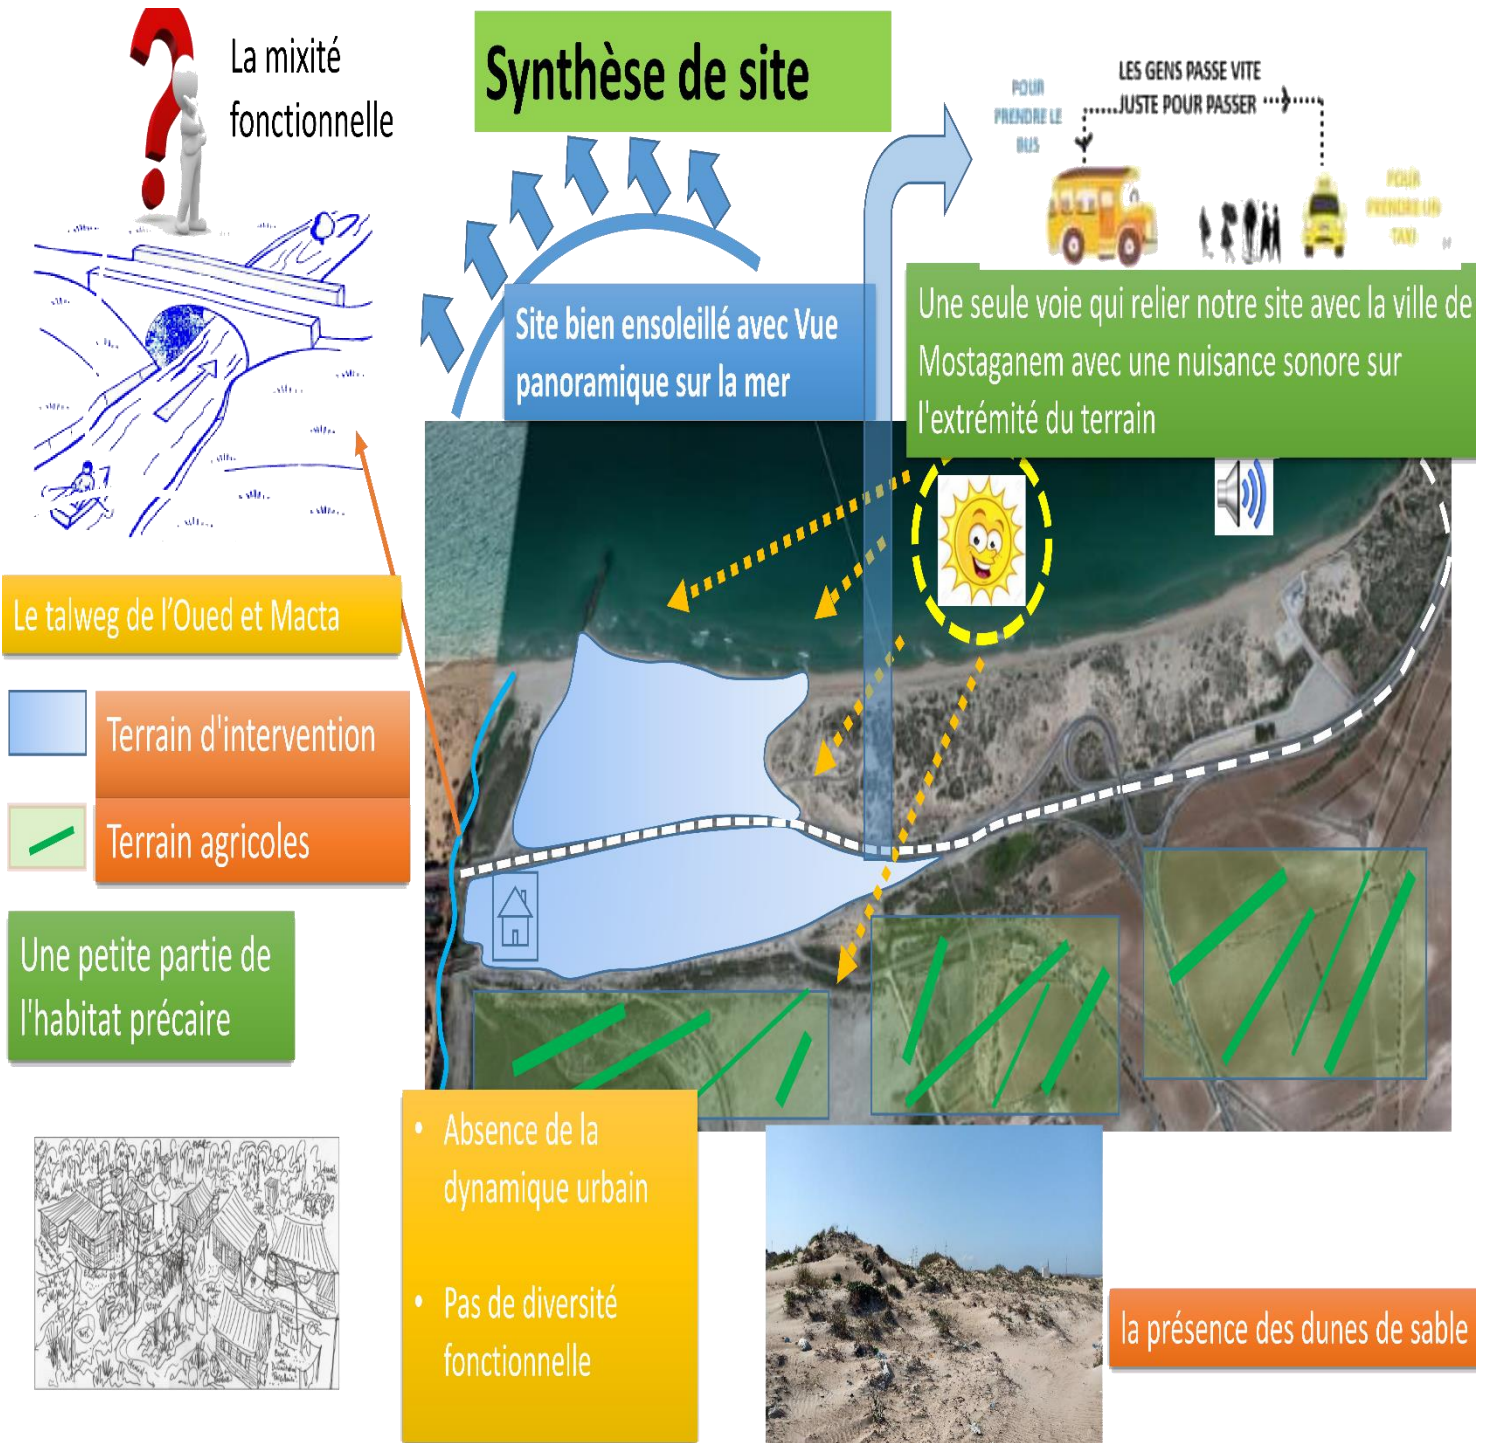 La mixité
fonctionnelle
Synthèse de site
POUR
PRENDRE LE
BUS
LES GENS PASSE VITE
JUSTE POUR PASSER
POUR
PRENDRE UN
TAXI
Site bien ensoleillé avec Vue
panoramique sur la mer
Une seule voie qui relier notre site avec la ville de
Mostaganem avec une nuisance sonore sur
l'extrémité du terrain
Le talweg de l’Oued et Macta
Terrain d'intervention
Terrain agricoles
Une petite partie de
l'habitat précaire
• Absence de la
dynamique urbain
• Pas de diversité
fonctionnelle
la présence des dunes de sable